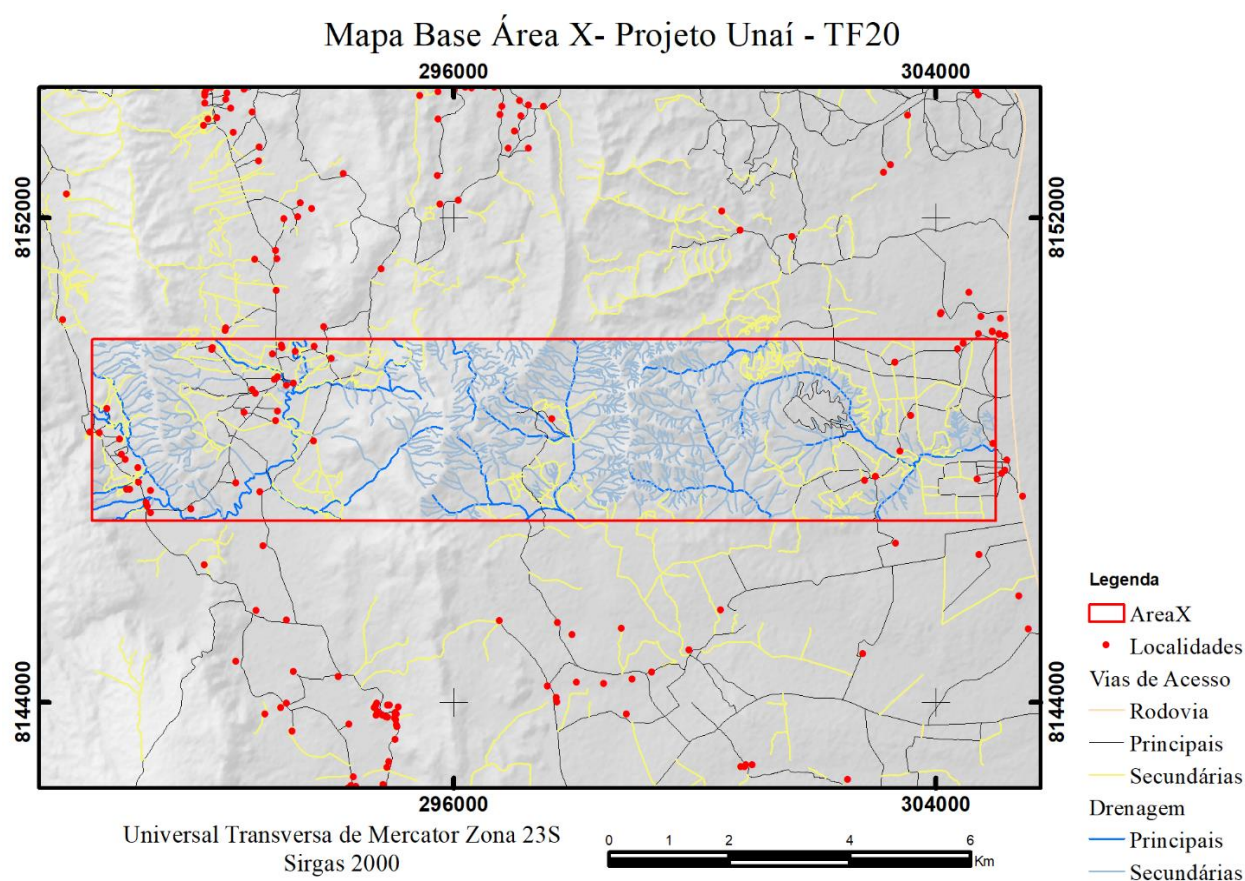 Mapa Base Área X- Projeto Unaí - TF20
296000
304000
8152000
8152000
8144000
8144000
296000
304000
Universal Transversa de Mercator Zona 23S
Sirgas 2000
0 1 2 4 6
Km
Legenda
AreaX
Localidades
Vias de Acesso
Rodovia
Principais
Secundárias
Drenagem
Principais
Secundárias